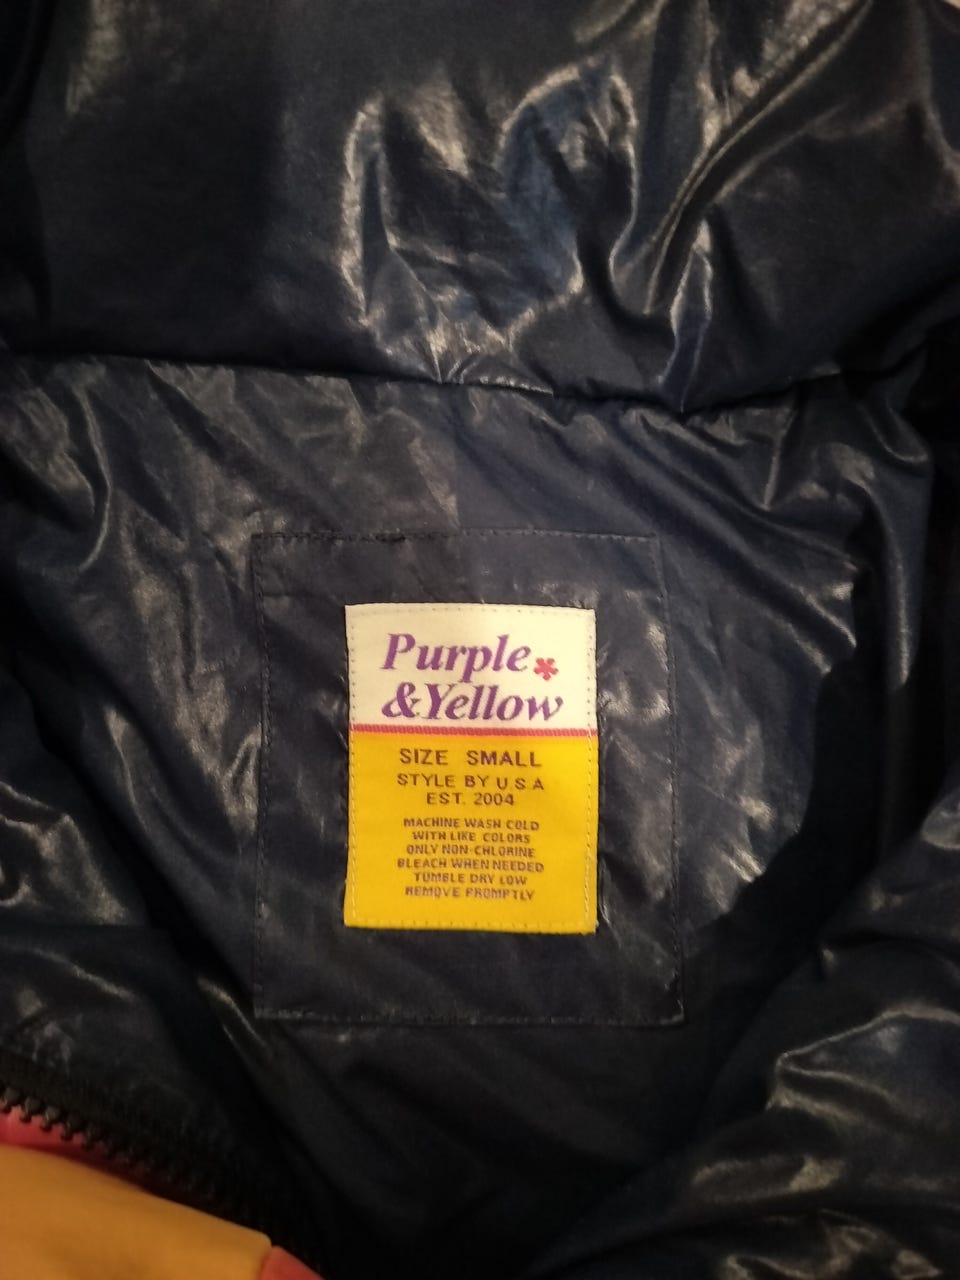 Purple
&Yellow
SIZE SMALL
STYLE BY U S A
EST. 2004
MACHINE WASH COLD
WITH LIKE COLORS
ONLY NON-CHLORINE
BLEACH WHEN NEEDED
TUMBLE DRY LOW
REMOVE PROMPTLY